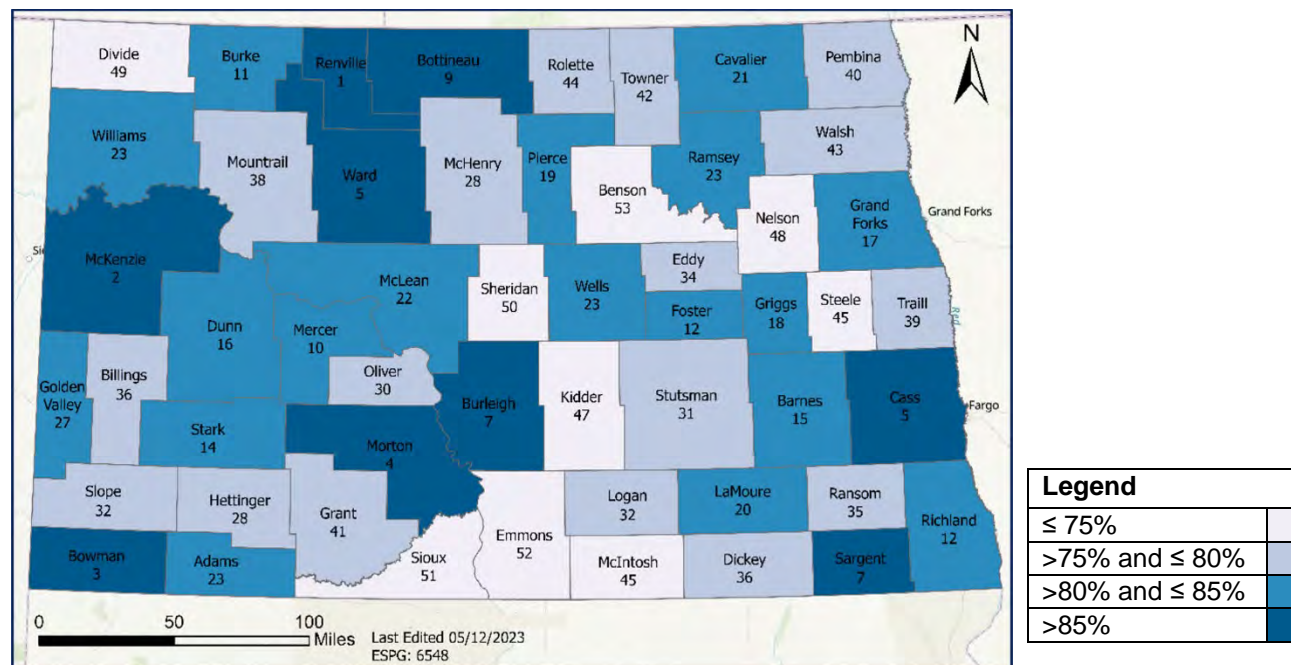 Divide
49
Burke
11
Renville
1
Bottineau
9
Rolette
44
Towner
42
Cavalier
21
Pembina
40
N
Williams
23
Mountrail
38
Ward
5
McHenry
28
Pierce
19
Benson
53
Ramsey
23
Walsh
43
Nelson
48
Grand
Forks
17
Grand Forks
McKenzie
2
Dunn
16
Mercer
10
McLean
22
Sheridan
50
Wells
23
Eddy
34
Foster
12
Griggs
18
Steele
45
Traill
39
Red
Golden
Valley
27
Billings
36
Stark
14
Oliver
30
Morton
4
Burleigh
7
Kidder
47
Stutsman
31
Barnes
15
Cass
5
Fargo
Slope
32
Hettinger
28
Grant
41
Sioux
51
Emmons
52
Logan
32
LaMoure
20
Ransom
35
Richland
12
Bowman
3
Adams
23
McIntosh
45
Dickey
36
Sargent
7
0 50 100
Miles
Last Edited 05/12/2023
ESPG: 6548
Legend
≤ 75%
>75% and ≤ 80%
>80% and ≤ 85%
>85%